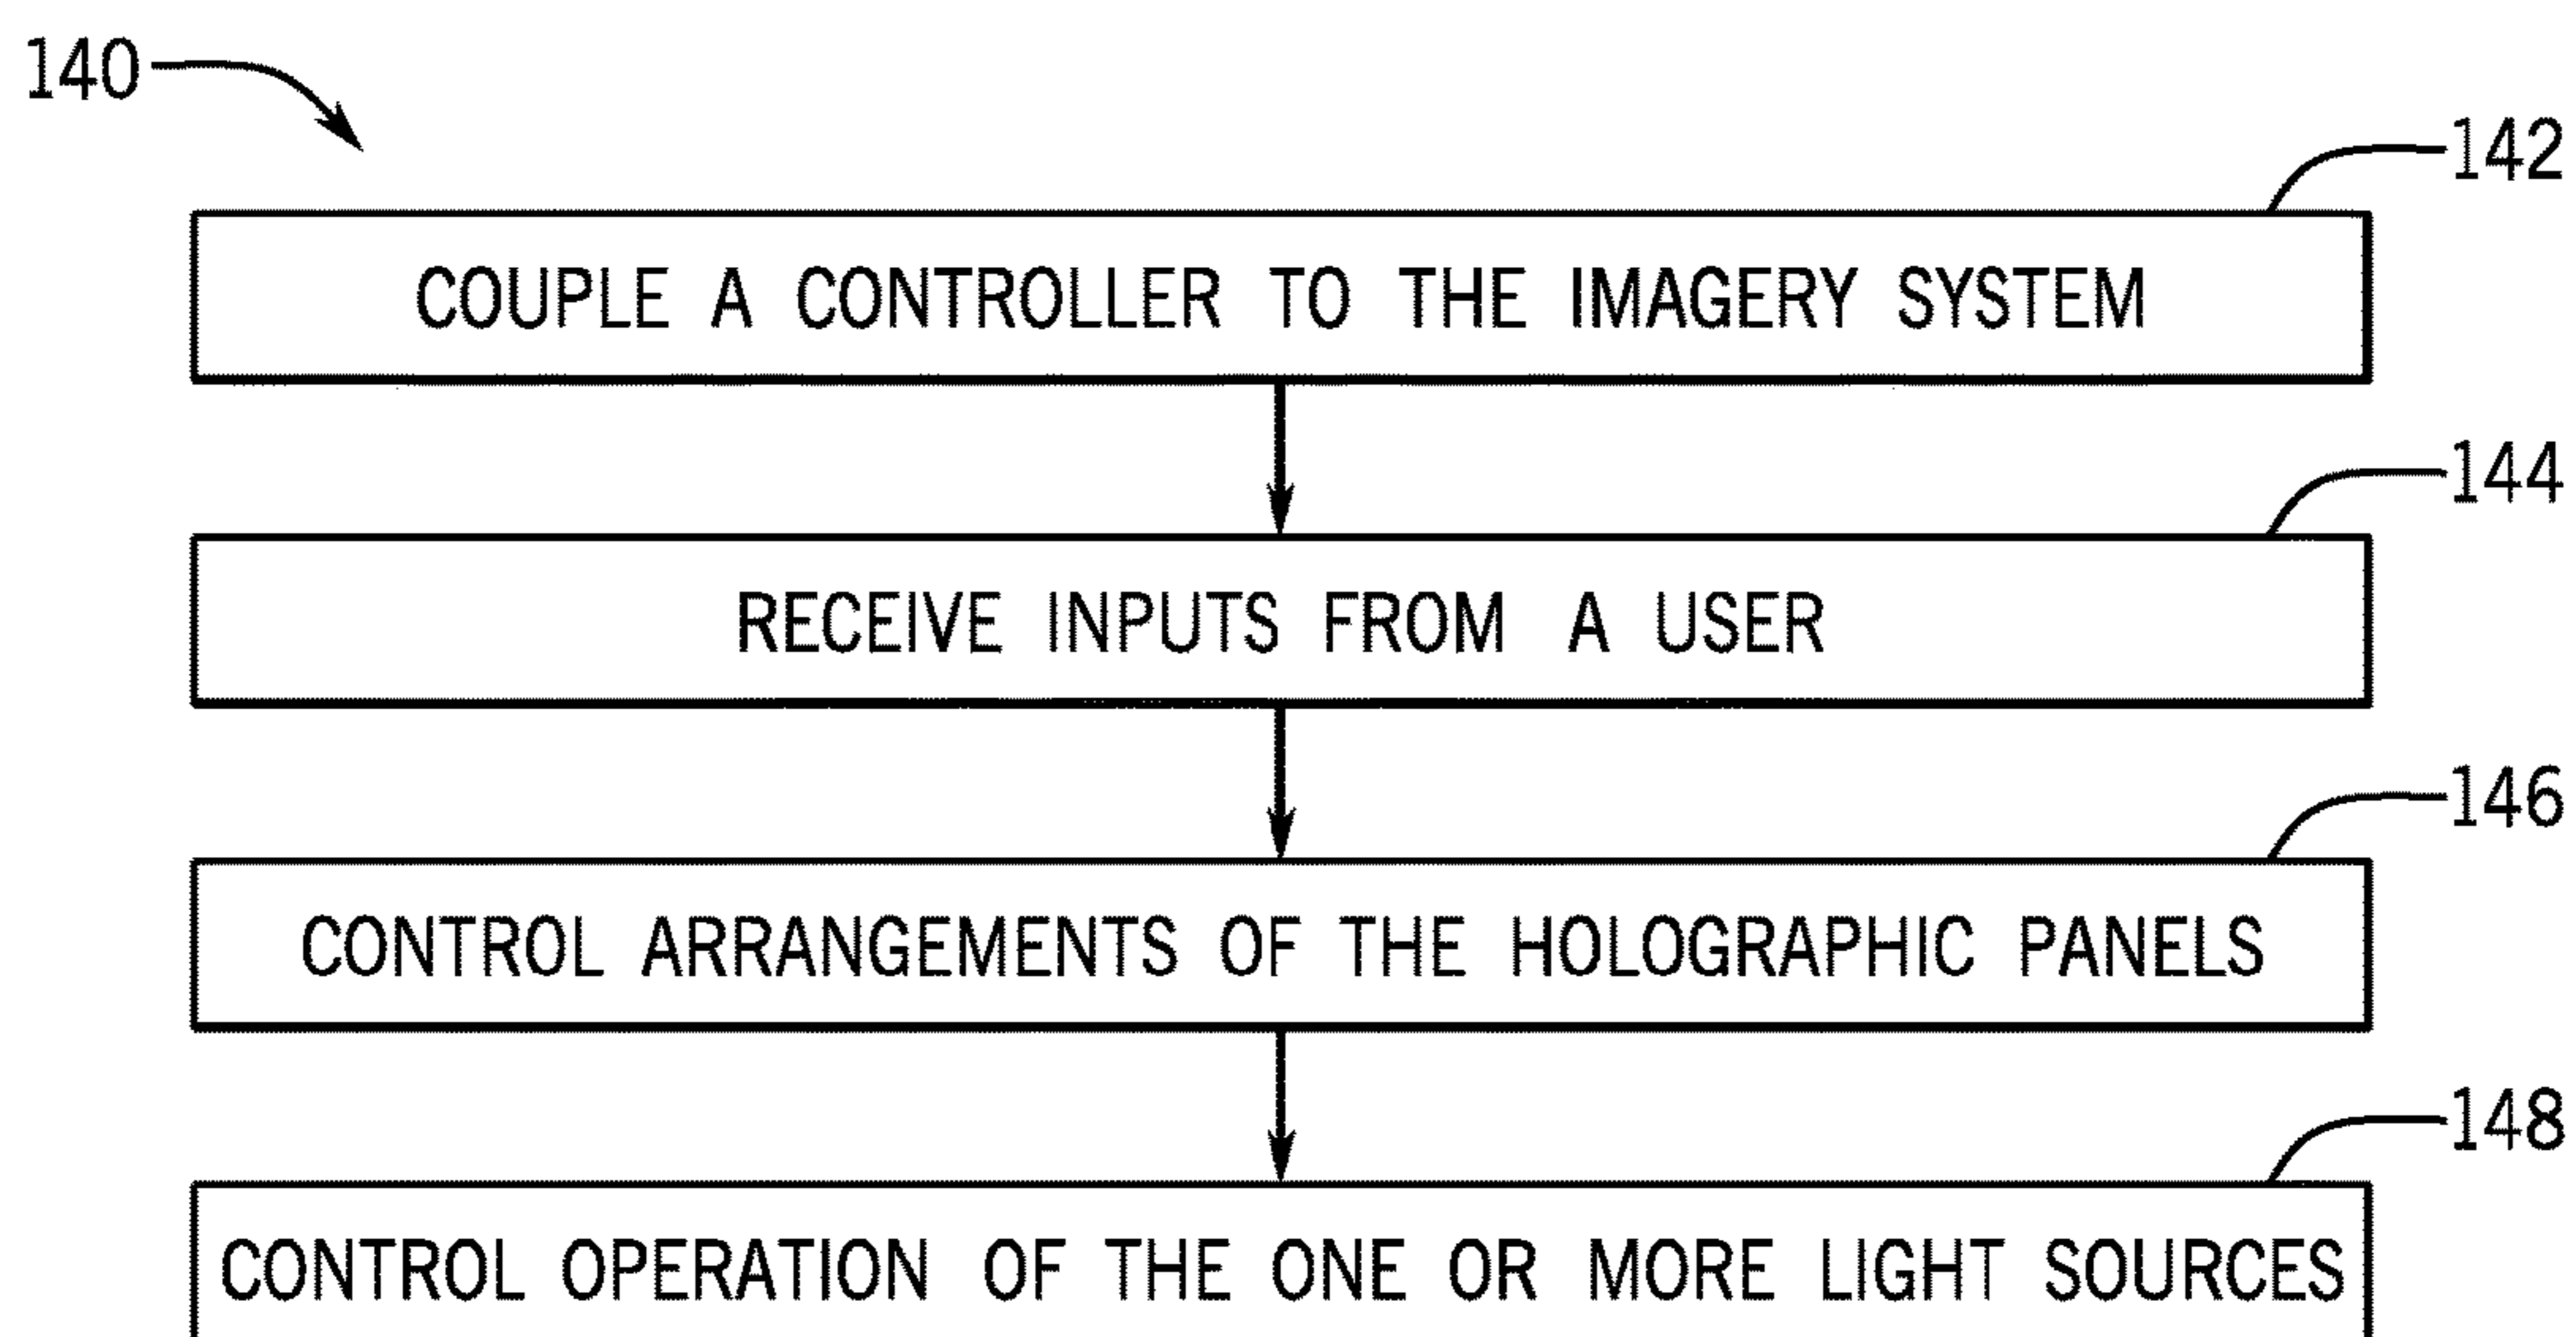 140
142
COUPLE A CONTROLLER TO THE IMAGERY SYSTEM
144
RECEIVE INPUTS FROM A USER
146
CONTROL ARRANGEMENTS OF THE HOLOGRAPHIC PANELS
148
CONTROL OPERATION OF THE ONE OR MORE LIGHT SOURCES